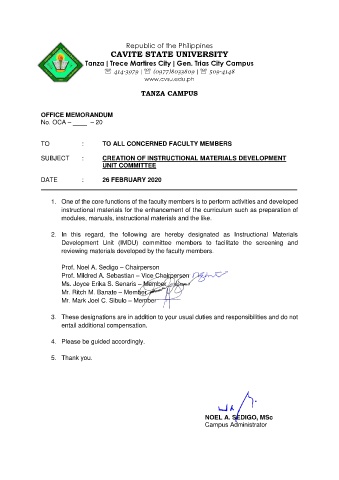 Republic of the Philippines
CAVITE STATE UNIVERSITY
Tanza | Trece Martires City | Gen. Trias City Campus
☏ 414-3979 | ☏ (0977)8033809 | ☏ 509-4148
www.cvsu.edu.ph
TANZA CAMPUS
OFFICE MEMORANDUM
No. OCA – ____ – 20
TO : TO ALL CONCERNED FACULTY MEMBERS
SUBJECT : CREATION OF INSTRUCTIONAL MATERIALS DEVELOPMENT
UNIT COMMITTEE
DATE : 26 FEBRUARY 2020
1. One of the core functions of the faculty members is to perform activities and developed
instructional materials for the enhancement of the curriculum such as preparation of
modules, manuals, instructional materials and the like.
2. In this regard, the following are hereby designated as Instructional Materials
Development Unit (IMDU) committee members to facilitate the screening and
reviewing materials developed by the faculty members.
Prof. Noel A. Sedigo – Chairperson
Prof. Mildred A. Sebastian – Vice Chairperson
Ms. Joyce Erika S. Senaris – Member
Mr. Ritch M. Banate – Member
Mr. Mark Joel C. Sibulo – Member
3. These designations are in addition to your usual duties and responsibilities and do not
entail additional compensation.
4. Please be guided accordingly.
5. Thank you.
NOEL A. SEDIGO, MSc
Campus Administrator